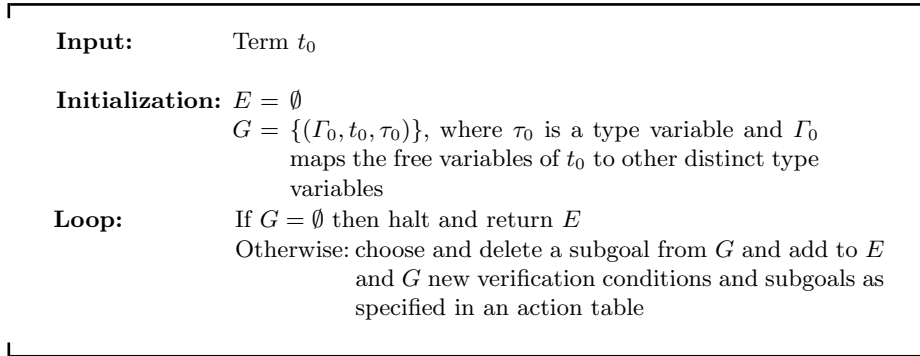 Input: Term t₀
Initialization: E = ∅
G = {(Γ₀, t₀, τ₀)}, where τ₀ is a type variable and Γ₀
maps the free variables of t₀ to other distinct type
variables
Loop: If G = ∅ then halt and return E
Otherwise: choose and delete a subgoal from G and add to E
and G new verification conditions and subgoals as
specified in an action table